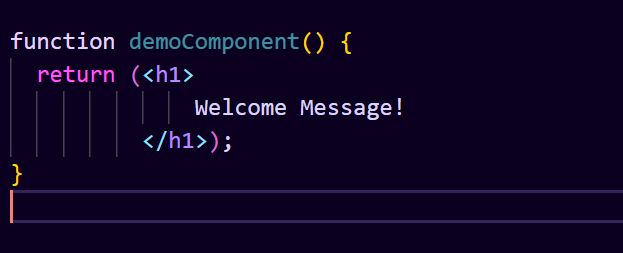 function demoComponent() {
  return (<h1>
              Welcome Message!
          </h1>);
}